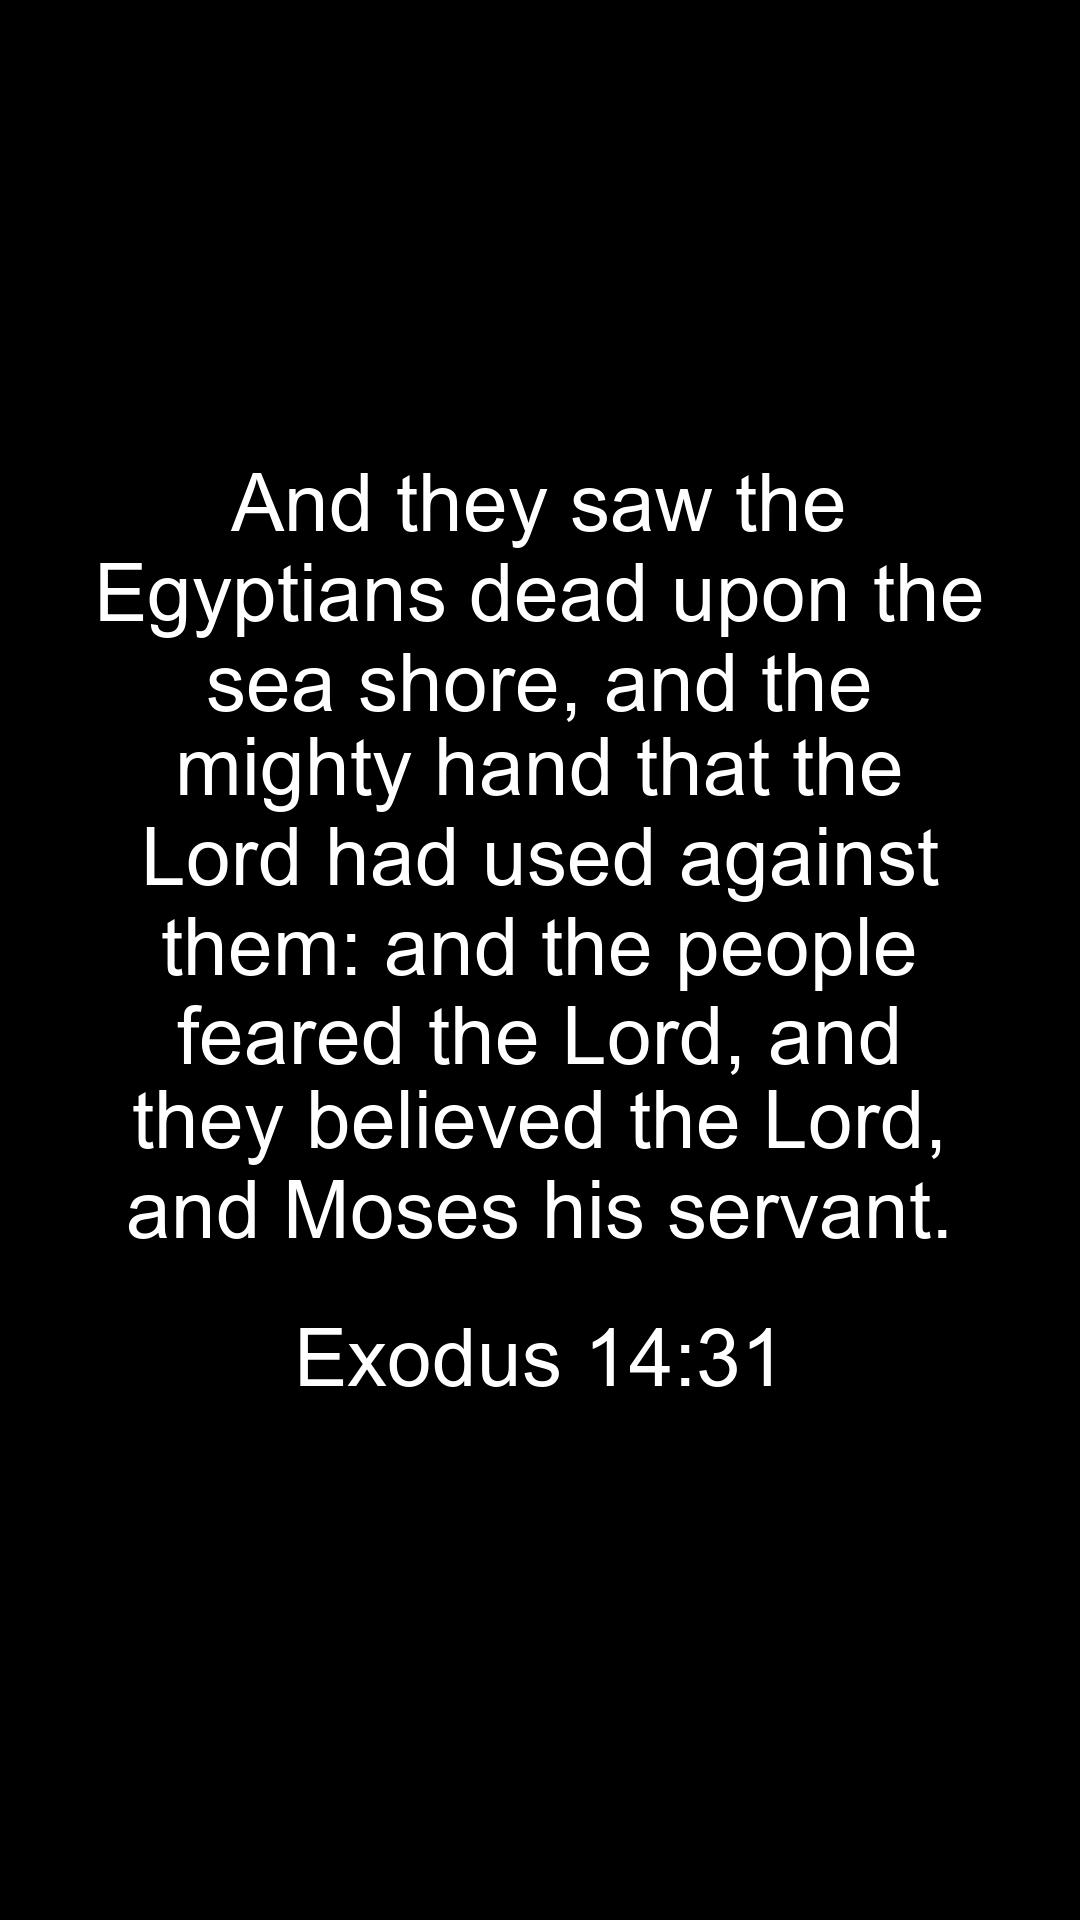 And they saw the
Egyptians dead upon the
sea shore, and the
mighty hand that the
Lord had used against
them: and the people
feared the Lord, and
they believed the Lord,
and Moses his servant.
Exodus 14:31